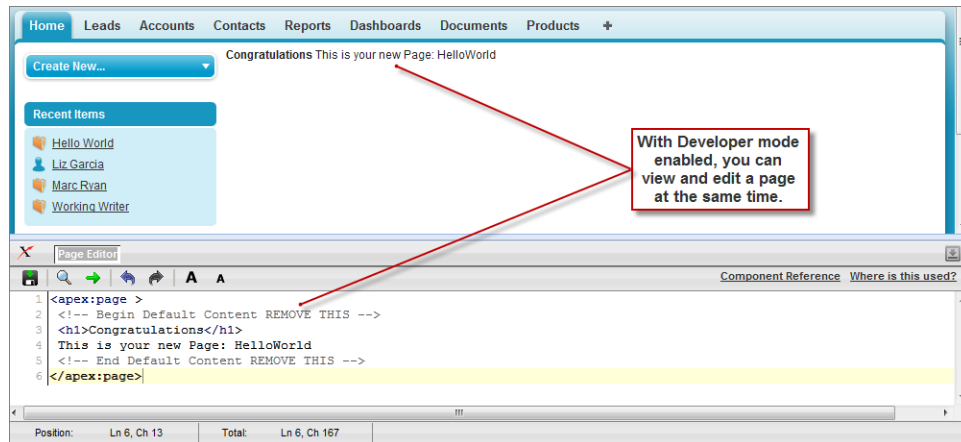 Home Leads Accounts Contacts Reports Dashboards Documents Products +
Create New...
Congratulations This is your new Page: HelloWorld
Recent Items
Hello World
Liz Garcia
Marc Ryan
Working Writer
With Developer mode
enabled, you can
view and edit a page
at the same time.
Page Editor
A A
Component Reference Where is this used?
1 <apex:page >
2 <!-- Begin Default Content REMOVE THIS -->
3 <h1>Congratulations</h1>
4 This is your new Page: HelloWorld
5 <!-- End Default Content REMOVE THIS -->
6 </apex:page>
Position: Ln 6, Ch 13 Total: Ln 6, Ch 167